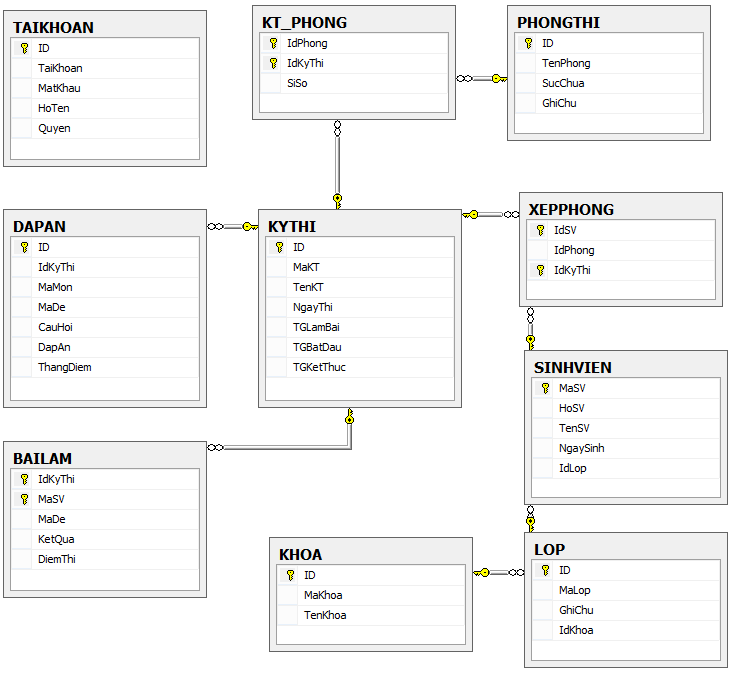 TAIKHOAN
ID
TaiKhoan
MatKhau
HoTen
Quyen
KT_PHONG
IdPhong
IdKyThi
SiSo
PHONGTHI
ID
TenPhong
SucChua
GhiChu
DAPAN
ID
IdKyThi
MaMon
MaDe
CauHoi
DapAn
ThangDiem
KYTHI
ID
MaKT
TenKT
NgayThi
TGLamBai
TGBatDau
TGKetThuc
XEPPHONG
IdSV
IdPhong
IdKyThi
SINHVIEN
MaSV
HoSV
TenSV
NgaySinh
IdLop
BAILAM
IdKyThi
MaSV
MaDe
KetQua
DiemThi
KHOA
ID
MaKhoa
TenKhoa
LOP
ID
MaLop
GhiChu
IdKhoa